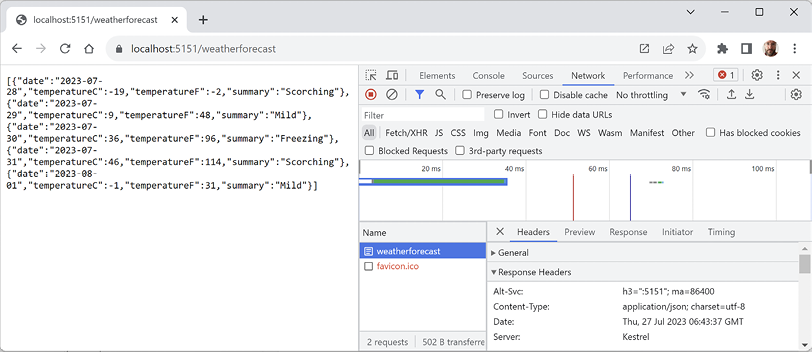 localhost:5151/weatherforecast
localhost:5151/weatherforecast
[{"date":"2023-07-
28","temperatureC":-19,"temperatureF":-2,"summary":"Scorching"},
{"date":"2023-07-
29","temperatureC":9,"temperatureF":48,"summary":"Mild"},
{"date":"2023-07-
30","temperatureC":36,"temperatureF":96,"summary":"Freezing"},
{"date":"2023-07-
31","temperatureC":46,"temperatureF":114,"summary":"Scorching"},
{"date":"2023-08-
01","temperatureC":-1,"temperatureF":31,"summary":"Mild"}]
Elements Console Sources Network Performance 1
Preserve log Disable cache No throttling
Filter Invert Hide data URLs
All Fetch/XHR JS CSS Img Media Font Doc WS Wasm Manifest Other Has blocked cookies
Blocked Requests 3rd-party requests
20 ms 40 ms 60 ms 80 ms 100 ms
Name
weatherforecast
favicon.ico
2 requests 502 B transferre
Headers Preview Response Initiator Timing
General
Response Headers
Alt-Svc: h3=":5151"; ma=86400
Content-Type: application/json; charset=utf-8
Date: Thu, 27 Jul 2023 06:43:37 GMT
Server: Kestrel